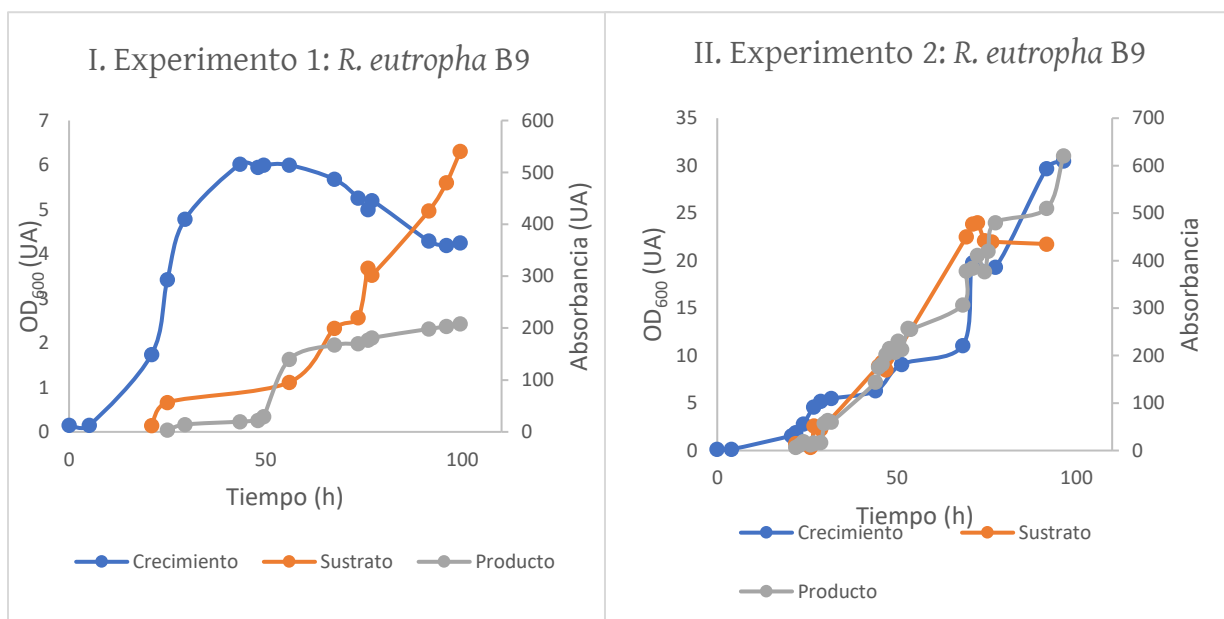 I. Experimento 1: R. eutropha B9
7
6
5
4
3
2
1
0
OD600 (UA)
600
500
400
300
200
100
0
Absorbancia (UA)
0
50
100
Tiempo (h)
Crecimiento
Sustrato
Producto
II. Experimento 2: R. eutropha B9
35
30
25
20
15
10
5
0
OD600 (UA)
700
600
500
400
300
200
100
0
Absorbancia
0
50
100
Tiempo (h)
Crecimiento
Sustrato
Producto